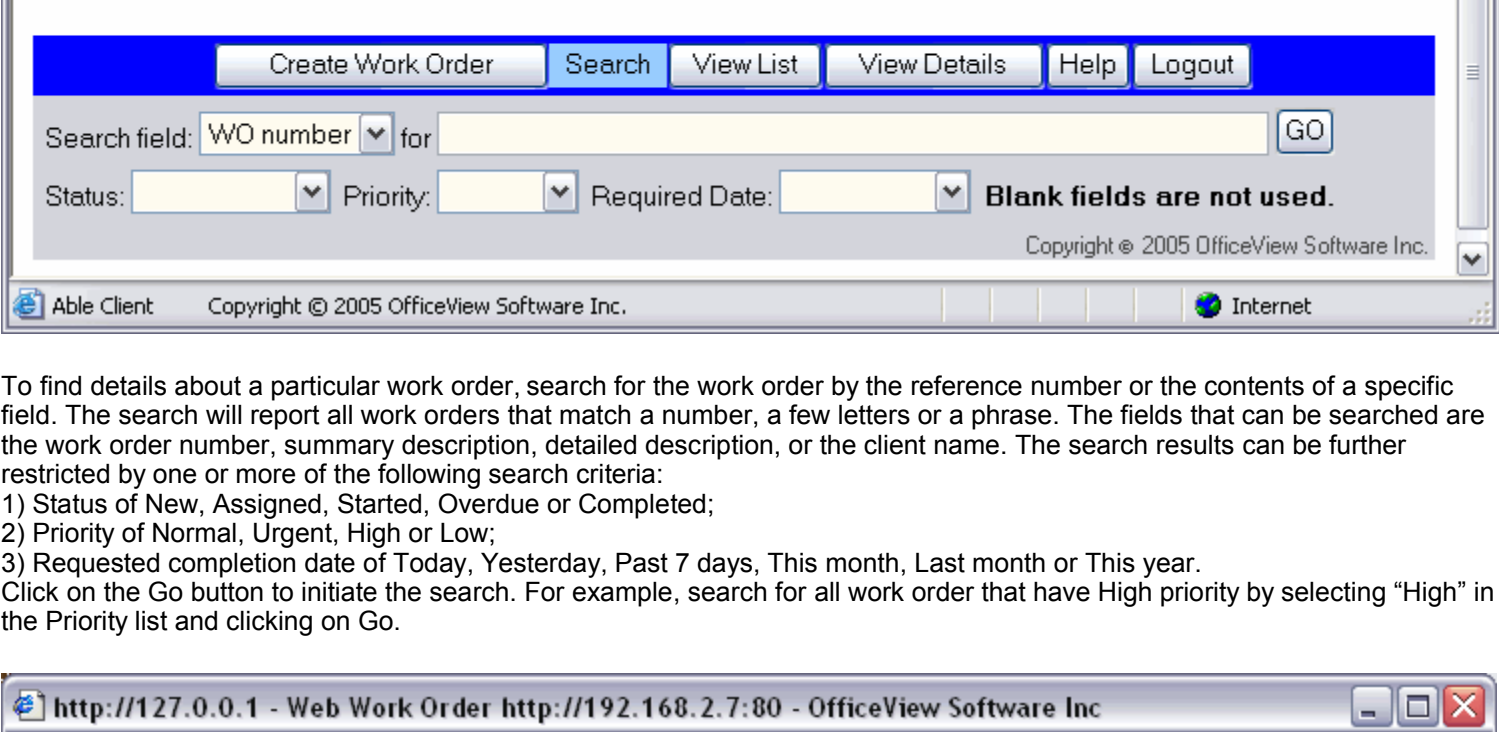 Create Work Order Search View List View Details Help Logout
Search field: WO number for GO
Status: Priority: Required Date: Blank fields are not used.
Copyright © 2005 OfficeView Software Inc.
Able Client Copyright © 2005 OfficeView Software Inc. Internet
To find details about a particular work order, search for the work order by the reference number or the contents of a specific
field. The search will report all work orders that match a number, a few letters or a phrase. The fields that can be searched are
the work order number, summary description, detailed description, or the client name. The search results can be further
restricted by one or more of the following search criteria:
1) Status of New, Assigned, Started, Overdue or Completed;
2) Priority of Normal, Urgent, High or Low;
3) Requested completion date of Today, Yesterday, Past 7 days, This month, Last month or This year.
Click on the Go button to initiate the search. For example, search for all work order that have High priority by selecting “High” in
the Priority list and clicking on Go.
http://127.0.0.1 - Web Work Order http://192.168.2.7:80 - OfficeView Software Inc